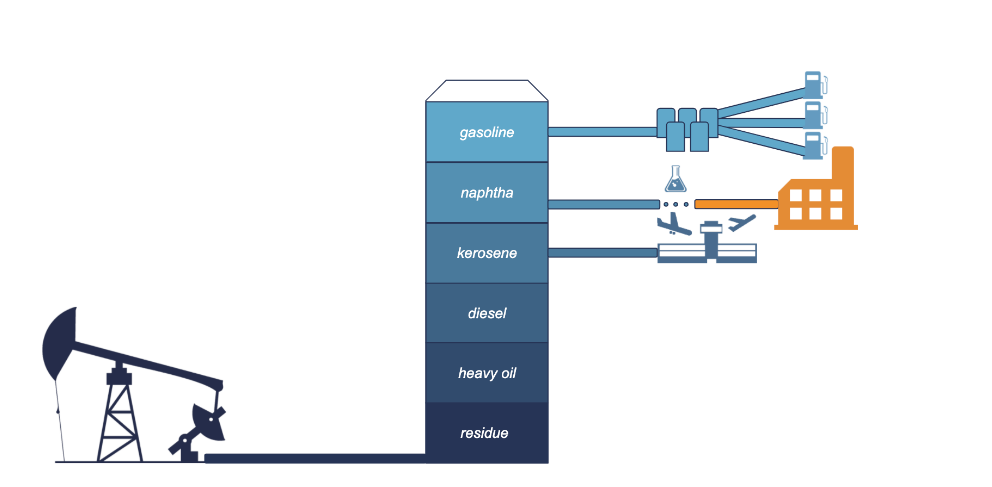 gasoline
naphtha
kerosene
diesel
heavy oil
residue